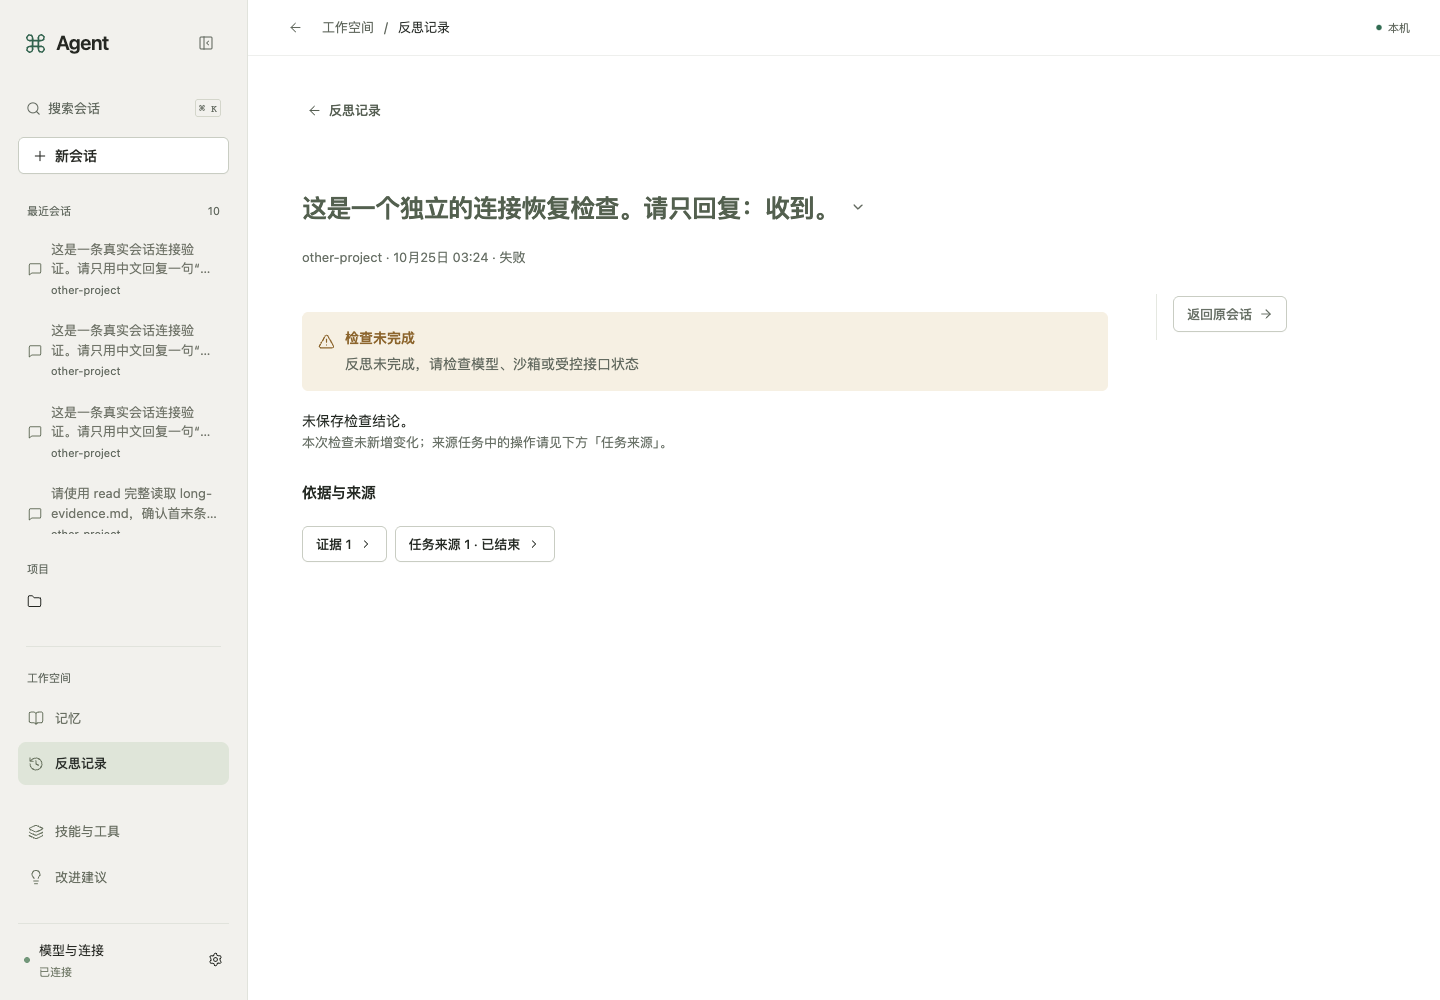 Agent
搜索会话
⌘ K
新会话
最近会话 10
这是一条真实会话连接验
证。请只用中文回复一句“...
other-project
这是一条真实会话连接验
证。请只用中文回复一句“...
other-project
这是一条真实会话连接验
证。请只用中文回复一句“...
other-project
请使用 read 完整读取 long-
evidence.md，确认首末条...
other-project
项目
工作空间
记忆
反思记录
技能与工具
改进建议
模型与连接
已连接
工作空间 / 反思记录
本机
反思记录
这是一个独立的连接恢复检查。请只回复：收到。
other-project · 10月25日 03:24 · 失败
检查未完成
反思未完成，请检查模型、沙箱或受控接口状态
返回原会话
未保存检查结论。
本次检查未新增变化；来源任务中的操作请见下方「任务来源」。
依据与来源
证据 1
任务来源 1 · 已结束